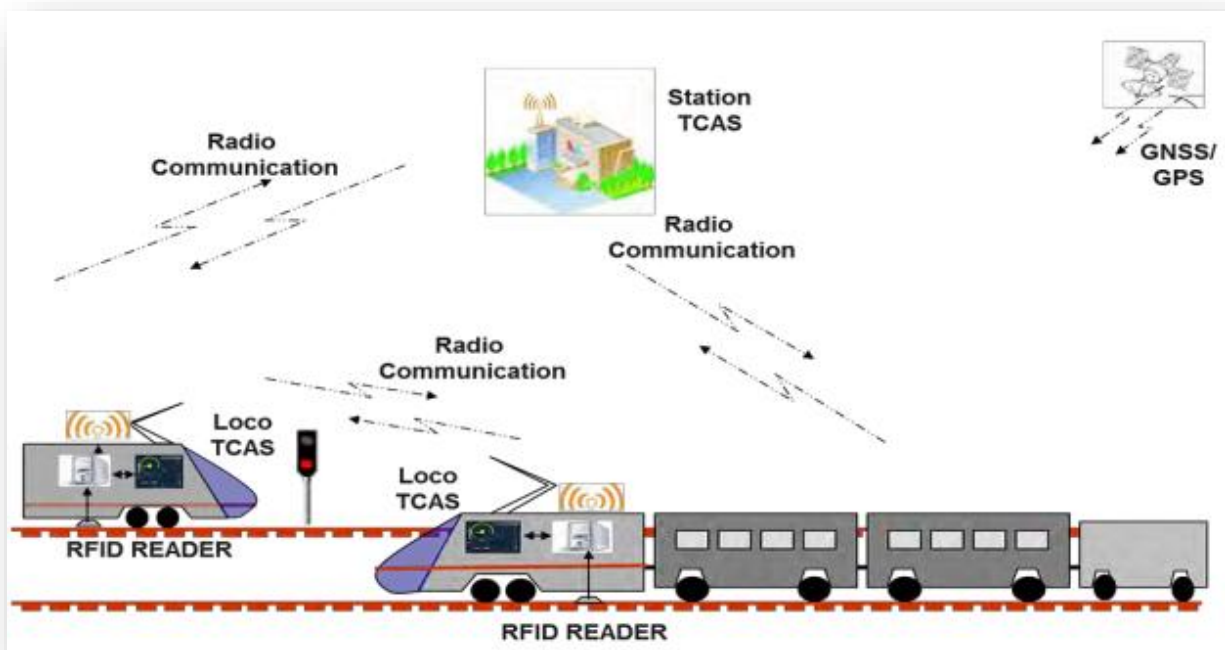 Station
TCAS
GNSS/
GPS
Radio
Communication
Radio
Communication
Radio
Communication
Loco
TCAS
Loco
TCAS
RFID READER
RFID READER